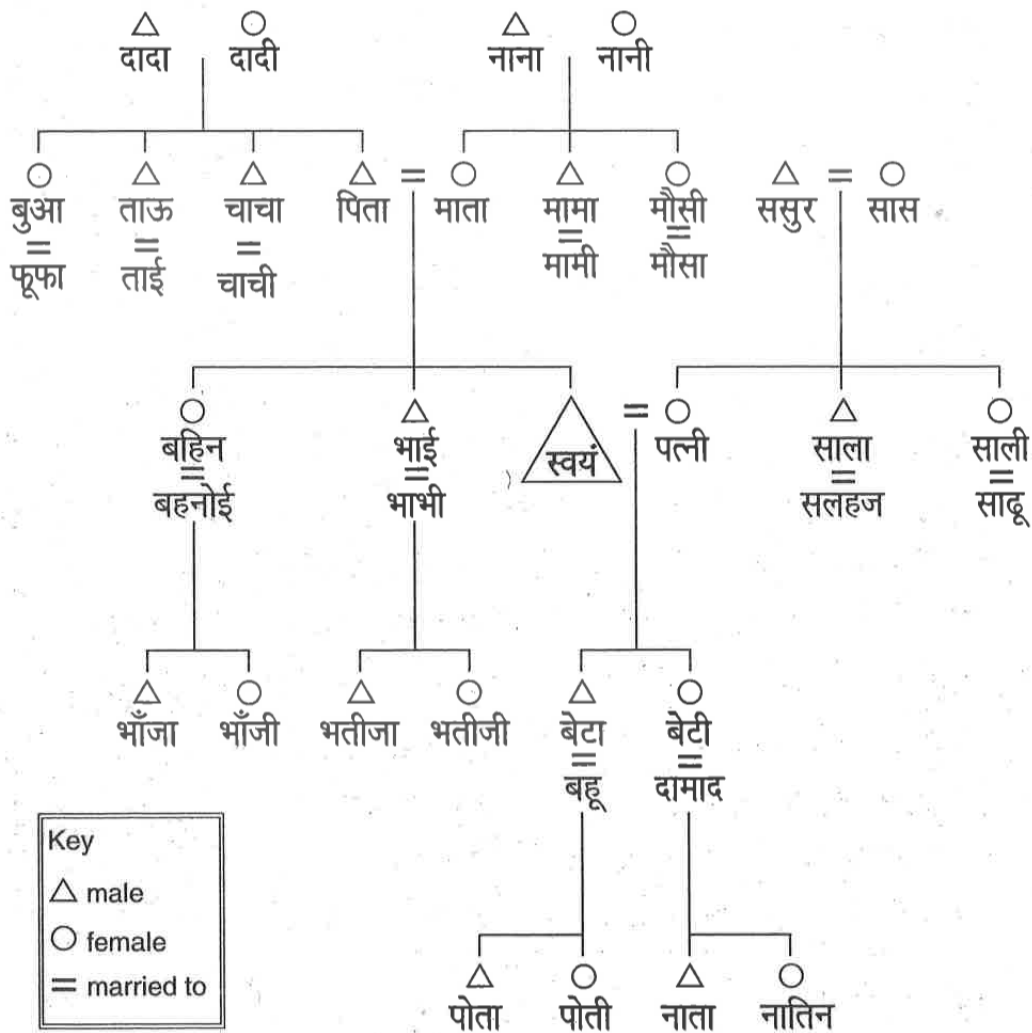 दादा दादी नाना नानी
बुआ ताऊ चाचा पिता = माता मामा मौसी ससुर = सास
= = = = =
फूफा ताई चाची मामी मौसा
बहिन भाई स्वयं = पत्नी साला साली
= = = =
बहनोई भाभी सलहज साढू
भाँजा भाँजी भतीजा भतीजी बेटा बेटी
= =
बहू दामाद
Key
male
female
= married to
पोता पोती नाता नातिन